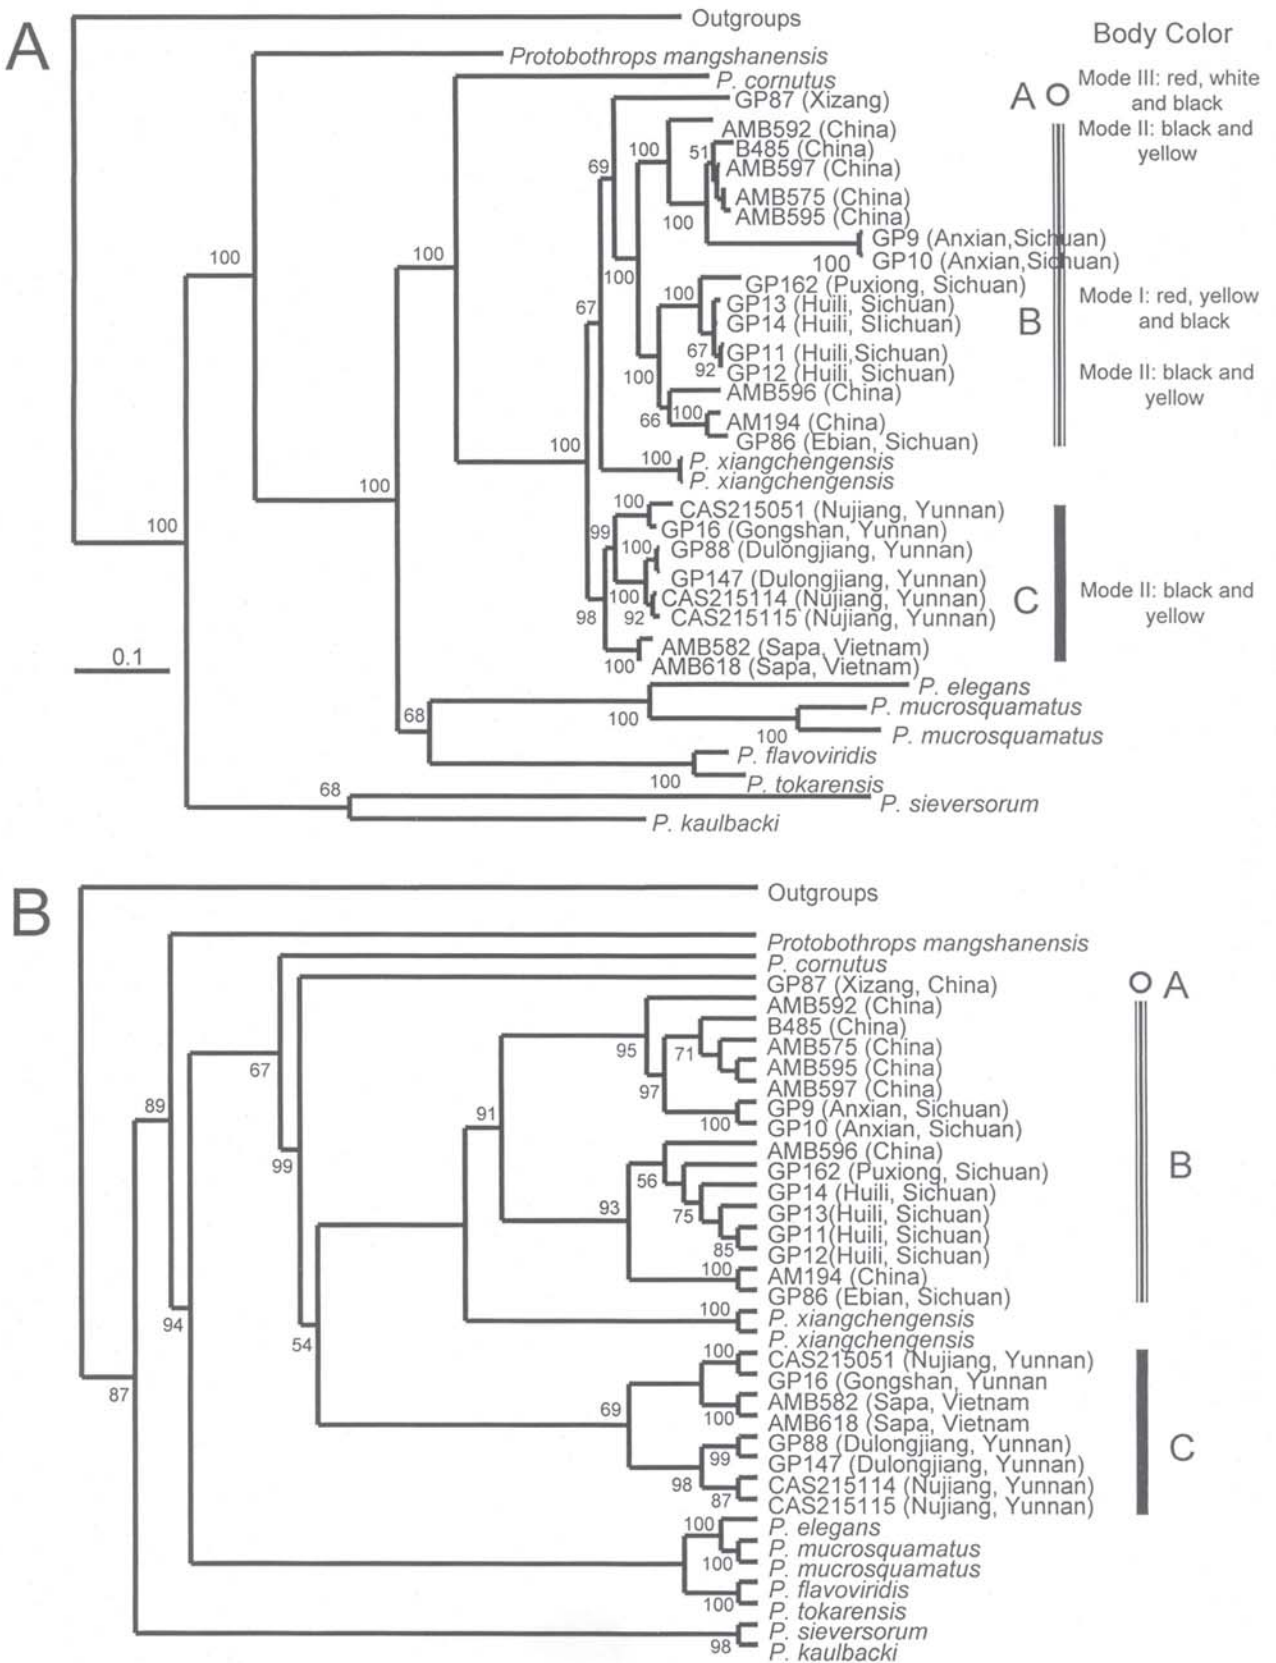 A
Outgroups
Body Color
Protobothrops mangshanensis
P. cornutus
A
Mode III: red, white
and black
GP87 (Xizang)
AMB592 (China)
Mode II: black and
yellow
100
51
B485 (China)
69
AMB597 (China)
AMB575 (China)
100
AMB595 (China)
GP9 (Anxian,Sichuan)
100
100
100
GP10 (Anxian,Sichuan)
100
GP162 (Puxiong, Sichuan)
100
GP13 (Huili, Sichuan)
Mode I: red, yellow
and black
67
GP14 (Huili, SIichuan)
B
67
GP11 (Huili,Sichuan)
100
92
GP12 (Huili, Sichuan)
Mode II: black and
yellow
AMB596 (China)
66
100
AM194 (China)
100
GP86 (Ebian, Sichuan)
100
P. xiangchengensis
P. xiangchengensis
100
100
CAS215051 (Nujiang, Yunnan)
100
99
GP16 (Gongshan, Yunnan)
100
GP88 (Dulongjiang, Yunnan)
GP147 (Dulongjiang, Yunnan)
100
CAS215114 (Nujiang, Yunnan)
C
Mode II: black and
yellow
98
92
CAS215115 (Nujiang, Yunnan)
AMB582 (Sapa, Vietnam)
0.1
100
AMB618 (Sapa, Vietnam)
P. elegans
68
100
P. mucrosquamatus
100
P. mucrosquamatus
P. flavoviridis
100
P. tokarensis
68
P. sieversorum
P. kaulbacki
B
Outgroups
Protobothrops mangshanensis
P. cornutus
GP87 (Xizang, China)
A
AMB592 (China)
B485 (China)
95
71
AMB575 (China)
67
AMB595 (China)
97
AMB597 (China)
89
91
GP9 (Anxian, Sichuan)
100
GP10 (Anxian, Sichuan)
AMB596 (China)
99
56
GP162 (Puxiong, Sichuan)
B
GP14 (Huili, Sichuan)
93
75
GP13(Huili, Sichuan)
GP11(Huili, Sichuan)
85
GP12(Huili, Sichuan)
100
AM194 (China)
GP86 (Ebian, Sichuan)
94
100
P. xiangchengensis
54
P. xiangchengensis
100
CAS215051 (Nujiang, Yunnan)
87
GP16 (Gongshan, Yunnan
69
AMB582 (Sapa, Vietnam
100
AMB618 (Sapa, Vietnam
GP88 (Dulongjiang, Yunnan)
C
99
GP147 (Dulongjiang, Yunnan)
98
CAS215114 (Nujiang, Yunnan)
87
CAS215115 (Nujiang, Yunnan)
100
P. elegans
P. mucrosquamatus
100
P. mucrosquamatus
P. flavoviridis
100
P. tokarensis
P. sieversorum
98
P. kaulbacki